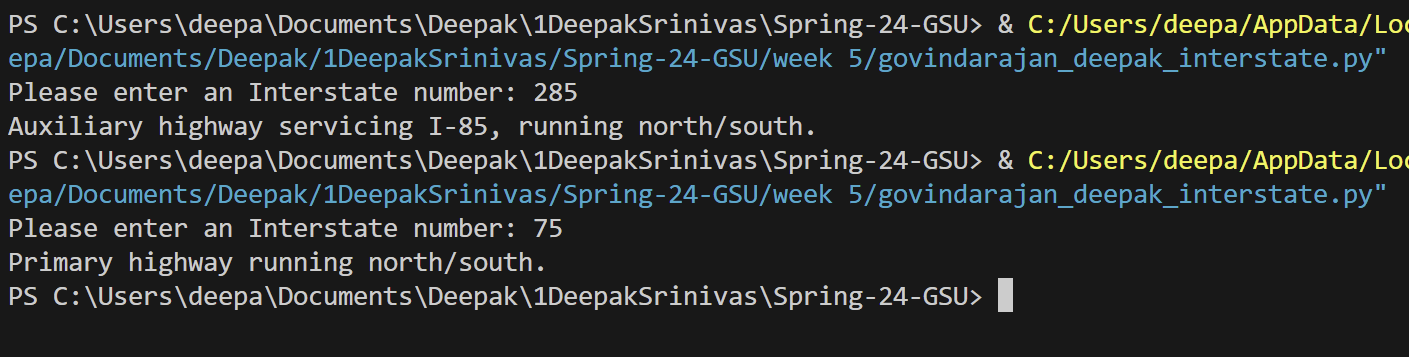 PS C:\Users\deepa\Documents\Deepak\1DeepakSrinivas\Spring-24-GSU> & C:/Users/deepa/AppData/Loc
epa/Documents/Deepak/1DeepakSrinivas/Spring-24-GSU/week 5/govindarajan_deepak_interstate.py"
Please enter an Interstate number: 285
Auxiliary highway servicing I-85, running north/south.
PS C:\Users\deepa\Documents\Deepak\1DeepakSrinivas\Spring-24-GSU> & C:/Users/deepa/AppData/Loc
epa/Documents/Deepak/1DeepakSrinivas/Spring-24-GSU/week 5/govindarajan_deepak_interstate.py"
Please enter an Interstate number: 75
Primary highway running north/south.
PS C:\Users\deepa\Documents\Deepak\1DeepakSrinivas\Spring-24-GSU>